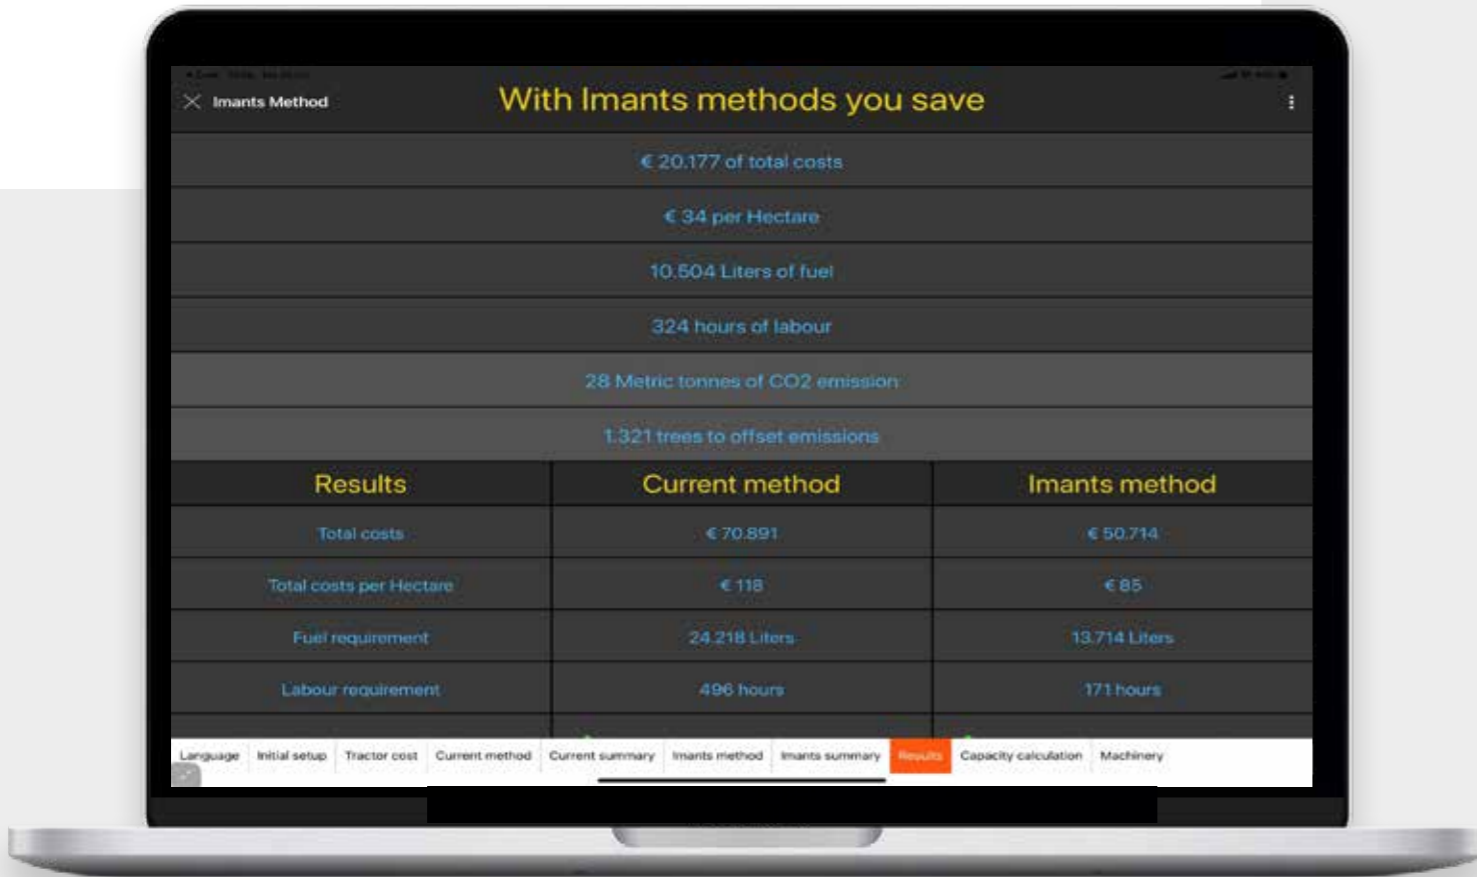 Imants Method
With Imants methods you save
€ 20.177 of total costs
€ 34 per Hectare
10.504 Liters of fuel
324 hours of labour
28 Metric tonnes of CO2 emission
1.321 trees to offset emissions
Results Current method Imants method
Total costs € 70.891 € 50.714
Total costs per Hectare € 118 € 85
Fuel requirement 24.218 Liters 13.714 Liters
Labour requirement 496 hours 171 hours
Language Initial setup Tractor cost Current method Current summary Imants method Imants summary Results Capacity calculation Machinery